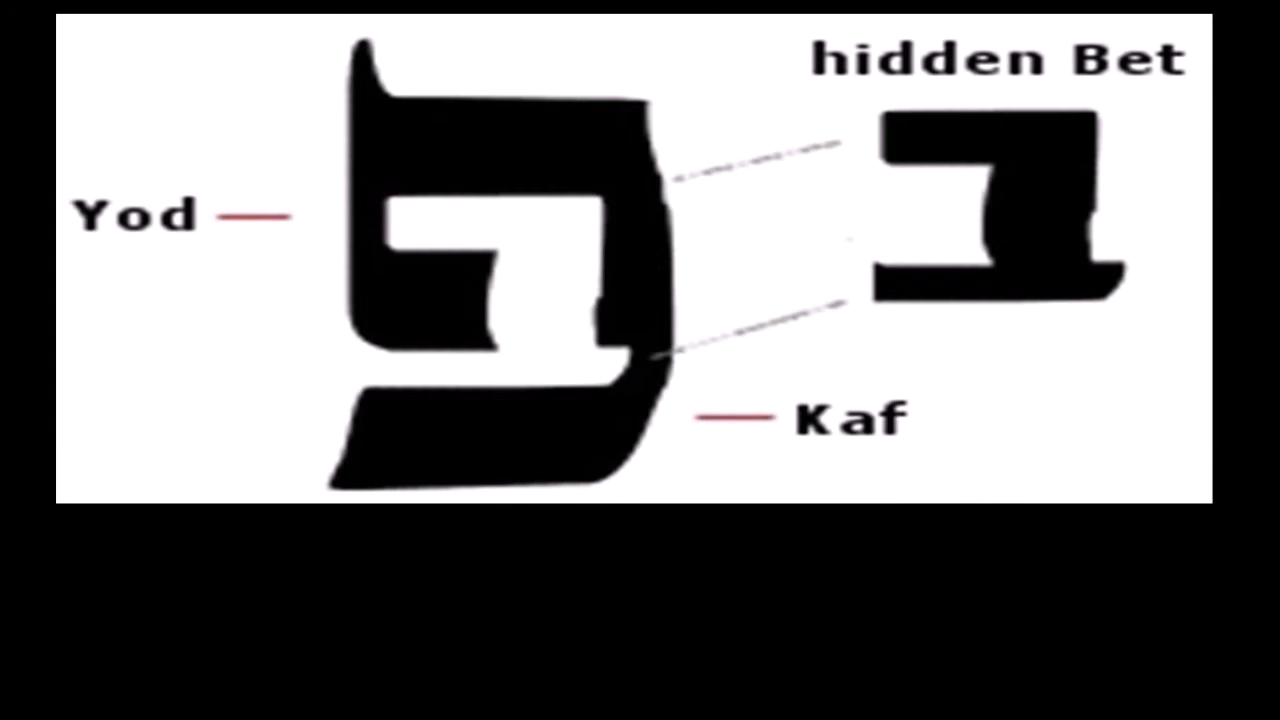 hidden Bet
פ
ב
Yod
Kaf